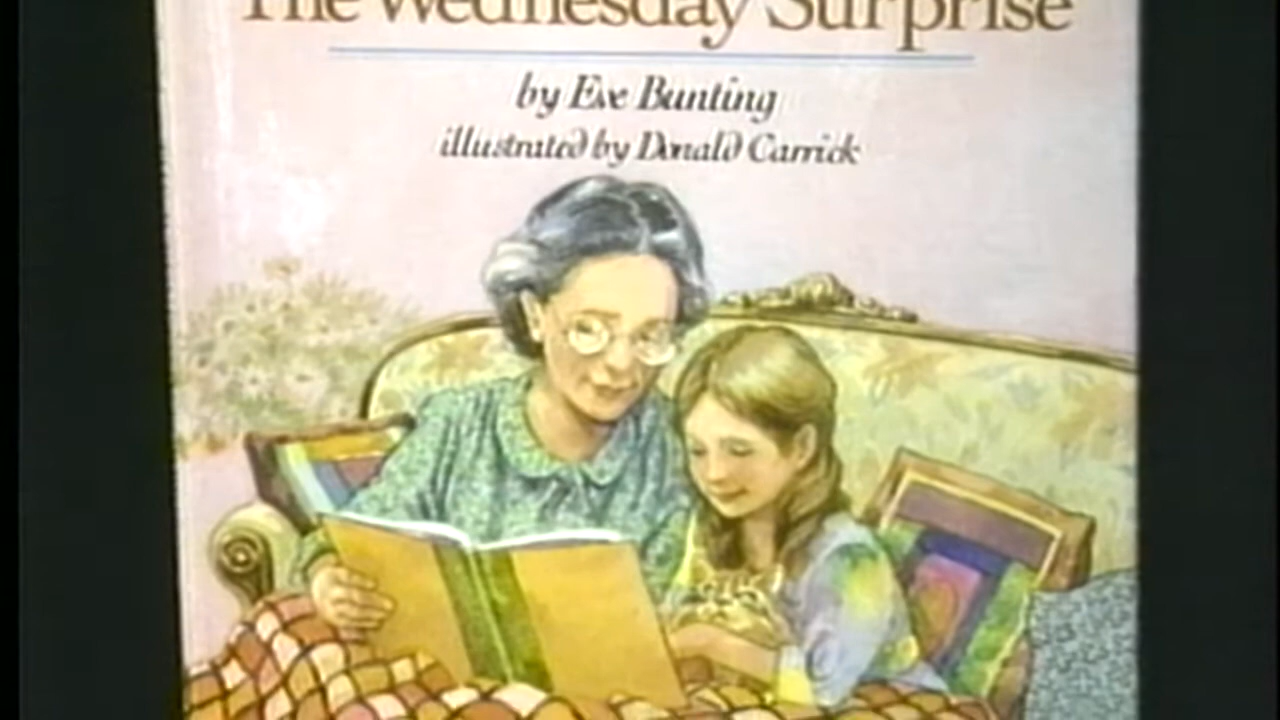 The Wednesday Surprise
by Eve Bunting
illustrated by Donald Carrick